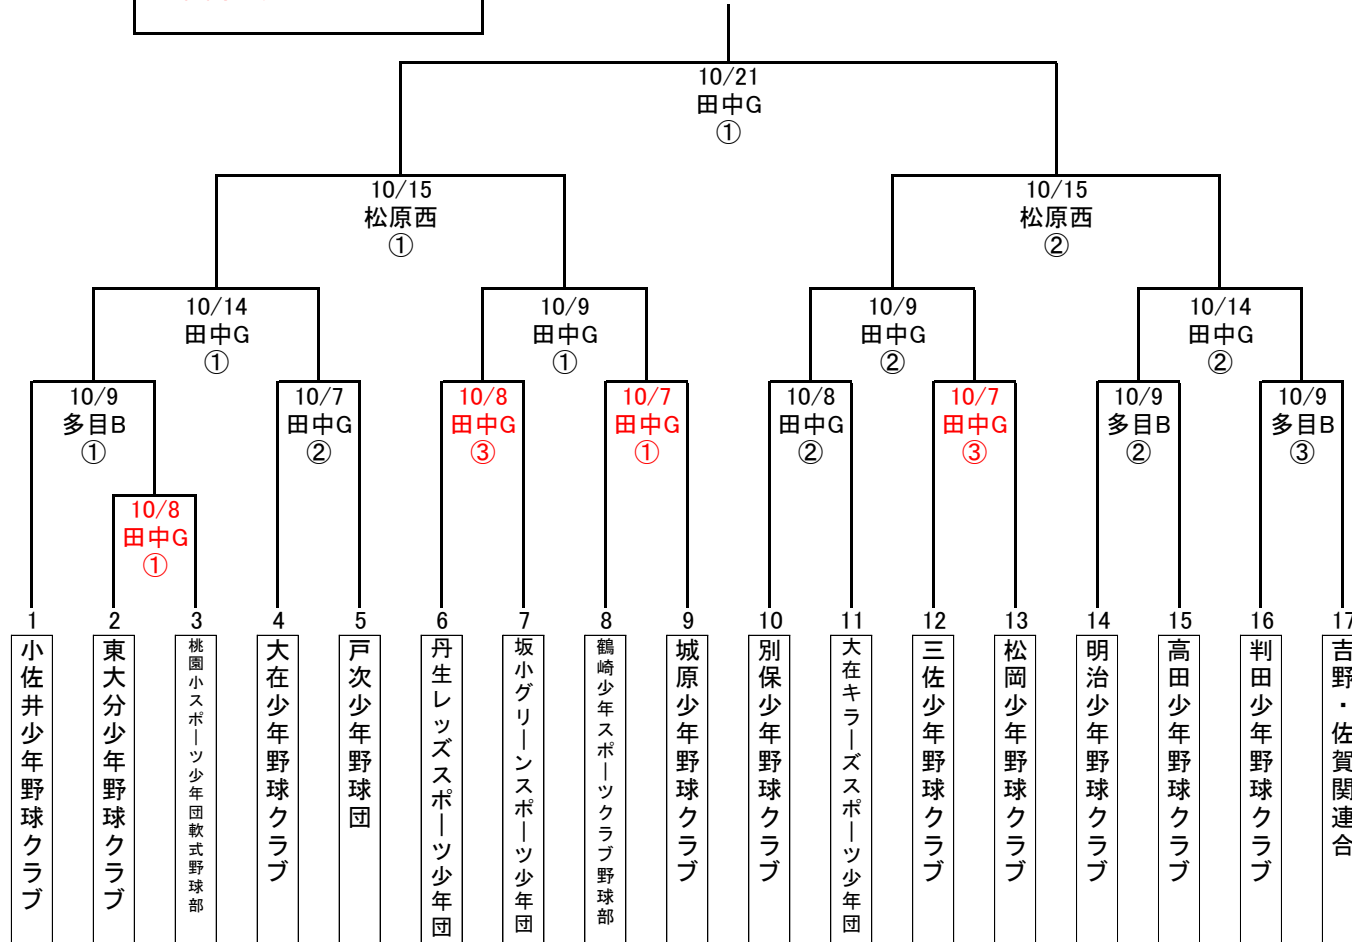 10/21
田中G
①
10/15
松原西
①
10/15
松原西
②
10/14
田中G
①
10/9
田中G
①
10/9
田中G
②
10/14
田中G
②
10/9
多目B
①
10/7
田中G
②
10/8
田中G
③
10/7
田中G
①
10/8
田中G
②
10/7
田中G
③
10/9
多目B
②
10/9
多目B
③
10/8
田中G
①
1
小佐井少年野球クラブ
2
東大分少年野球クラブ
3
桃園小スポーツ少年団軟式野球部
4
大在少年野球クラブ
5
戸次少年野球団
6
丹生レッズスポーツ少年団
7
坂小グリーンスポーツ少年団
8
鶴崎少年スポーツクラブ野球部
9
城原少年野球クラブ
10
別保少年野球クラブ
11
大在キラーズスポーツ少年団
12
三佐少年野球クラブ
13
松岡少年野球クラブ
14
明治少年野球クラブ
15
高田少年野球クラブ
16
判田少年野球クラブ
17
吉野・佐賀関連合